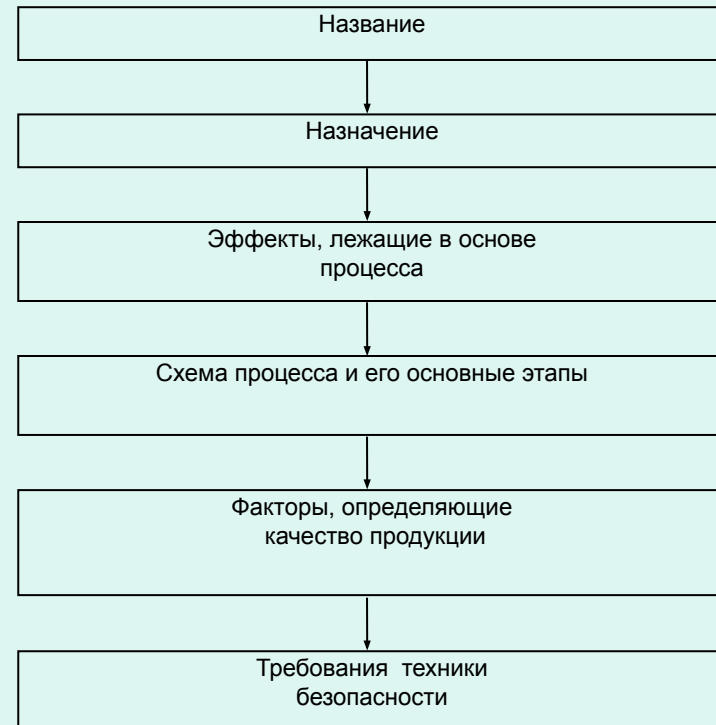 Название
Назначение
Эффекты, лежащие в основе
процесса
Схема процесса и его основные этапы
Факторы, определяющие
качество продукции
Требования техники
безопасности